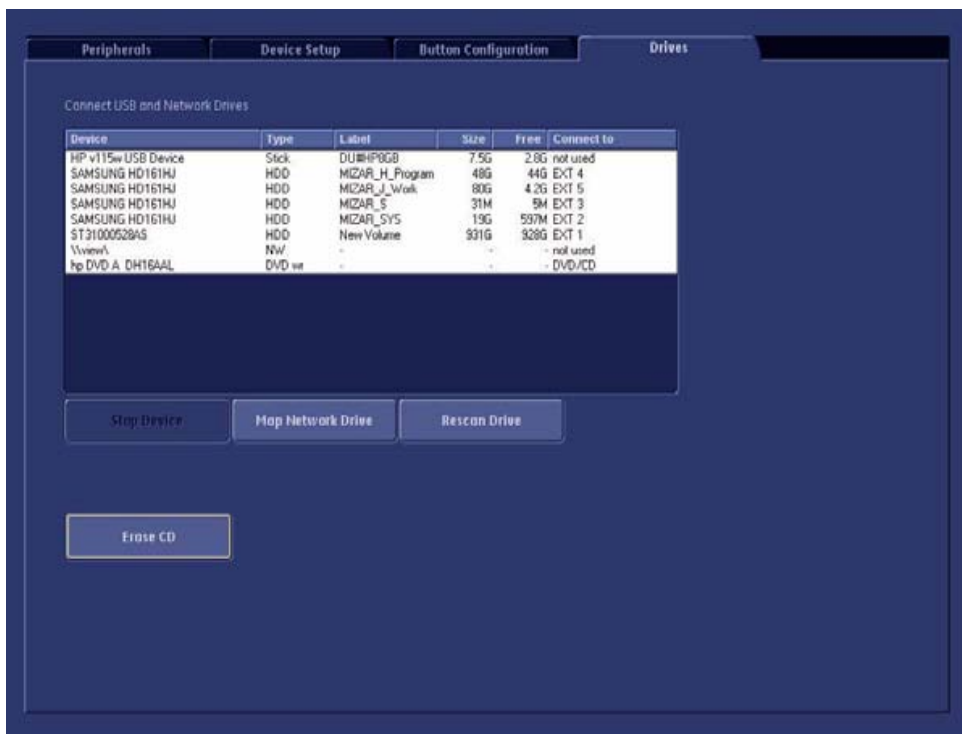 Peripherals Device Setup Button Configuration Drives
Connect USB and Network Drives
Device Type Label Size Free Connect to
HP v115w USB Device Stick 7.5G 2.8G not used
SAMSUNG HD161HJ HDD MIZAR_H_Program 48G 44G EXT 4
SAMSUNG HD161HJ HDD MIZAR_J_Work 80G 4.2G EXT 5
SAMSUNG HD161HJ HDD MIZAR_S 31M 5M EXT 3
SAMSUNG HD161HJ HDD MIZAR_SYS 19G 597M EXT 2
ST31000528AS HDD New Volume 931G 928G EXT 1
\\view\ NW - - - not used
hp DVD A DH16AAL DVD - - - DVD/CD
Stop Device Map Network Drive Rescan Drive
Erase CD